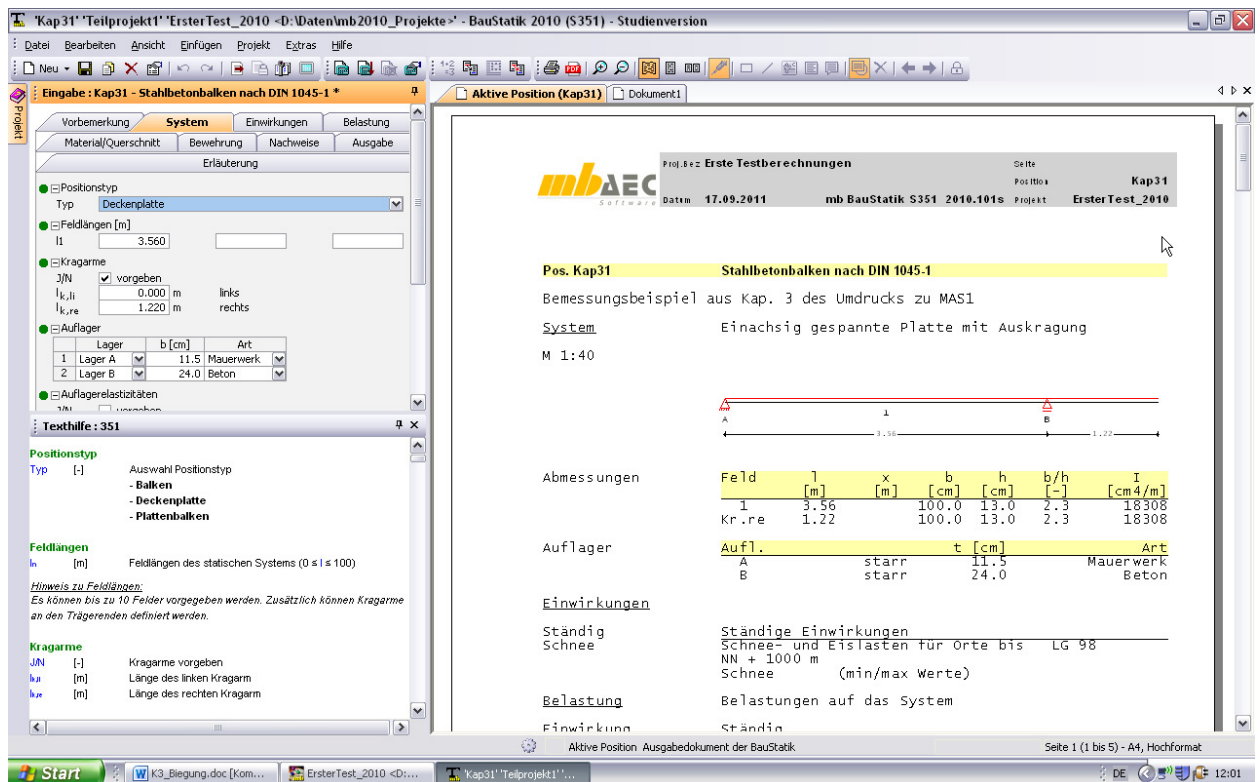 'Kap31' 'Teilprojekt1' 'ErsterTest_2010 <D:\Daten\mb2010_Projekte>' - BauStatik 2010 (S351) - Studienversion
Datei Bearbeiten Ansicht Einfügen Projekt Extras Hilfe
Neu
Projekt
Eingabe : Kap31 - Stahlbetonbalken nach DIN 1045-1 *
Vorbemerkung System Einwirkungen Belastung
Material/Querschnitt Bewehrung Nachweise Ausgabe
Erläuterung
Positionstyp
Typ Deckenplatte
Feldlängen [m]
l1 3.560
Kragarme
J/N vorgeben
lk,li 0.000 m links
lk,re 1.220 m rechts
Auflager
Lager b [cm] Art
1 Lager A 11.5 Mauerwerk
2 Lager B 24.0 Beton
Auflagerelastizitäten
J/N vorgeben
Texthilfe : 351
Positionstyp
Typ [-] Auswahl Positionstyp
- Balken
- Deckenplatte
- Plattenbalken
Feldlängen
ln [m] Feldlängen des statischen Systems (0 ≤ l ≤ 100)
Hinweis zu Feldlängen:
Es können bis zu 10 Felder vorgegeben werden. Zusätzlich können Kragarme
an den Trägerenden definiert werden.
Kragarme
J/N [-] Kragarme vorgeben
lk,li [m] Länge des linken Kragarm
lk,re [m] Länge des rechten Kragarm
Aktive Position (Kap31) Dokument1
mb AEC Software
Proj.Bez Erste Testberechnungen Seite
Position Kap31
Datum 17.09.2011 mb BauStatik S351 2010.101s Projekt ErsterTest_2010
Pos. Kap31 Stahlbetonbalken nach DIN 1045-1
Bemessungsbeispiel aus Kap. 3 des Umdrucks zu MAS1
System Einachsig gespannte Platte mit Auskragung
M 1:40
1
A B
3.56 1.22
Abmessungen Feld l x b h b/h I
[m] [m] [cm] [cm] [-] [cm4/m]
1 3.56 100.0 13.0 2.3 18308
Kr.re 1.22 100.0 13.0 2.3 18308
Auflager Aufl. t [cm] Art
A starr 11.5 Mauerwerk
B starr 24.0 Beton
Einwirkungen
Ständig Ständige Einwirkungen
Schnee Schnee- und Eislasten für Orte bis LG 98
NN + 1000 m
Schnee (min/max Werte)
Belastung Belastungen auf das System
Einwirkung Ständig
Aktive Position Ausgabedokument der BauStatik Seite 1 (1 bis 5) - A4, Hochformat
Start K3_Biegung.doc [Kom... ErsterTest_2010 <D:... 'Kap31' 'Teilprojekt1' '... DE 12:01